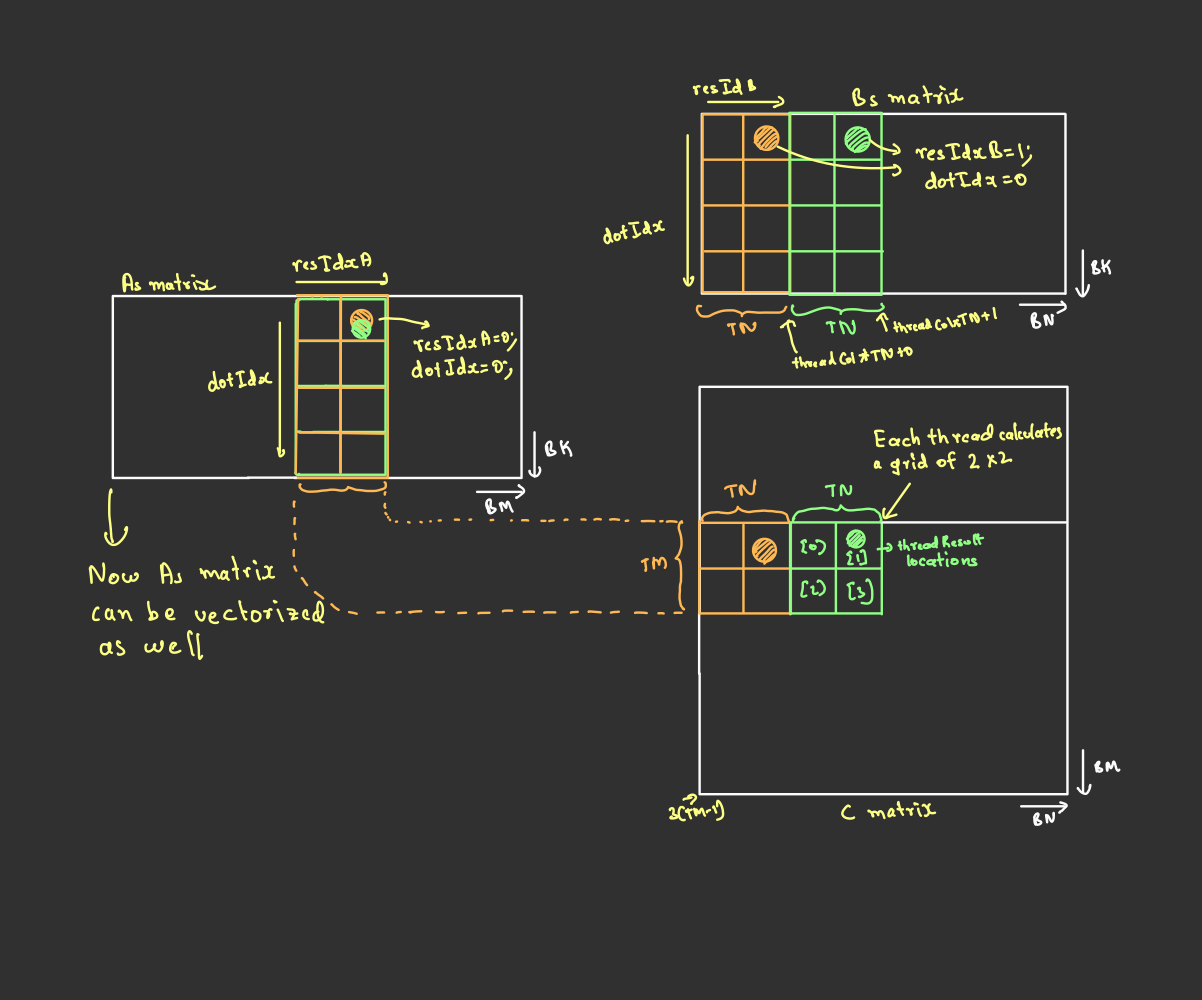 resIdB
Bs matrix
resIdxB=1;
dotIdx=0
dotIdx
BK
BN
TN
TN
threadCol*TN+1
threadCol*TN+0
As matrix
resIdxA
resIdxA=0;
dotIdx=0;
dotIdx
BK
BM
Now As matrix
can be vectorized
as well
Each thread calculates
a grid of 2x2
TN
TN
TM
[0]
[1]
[2]
[3]
threadResult
locations
BM
BN
3(TM-1)
C matrix